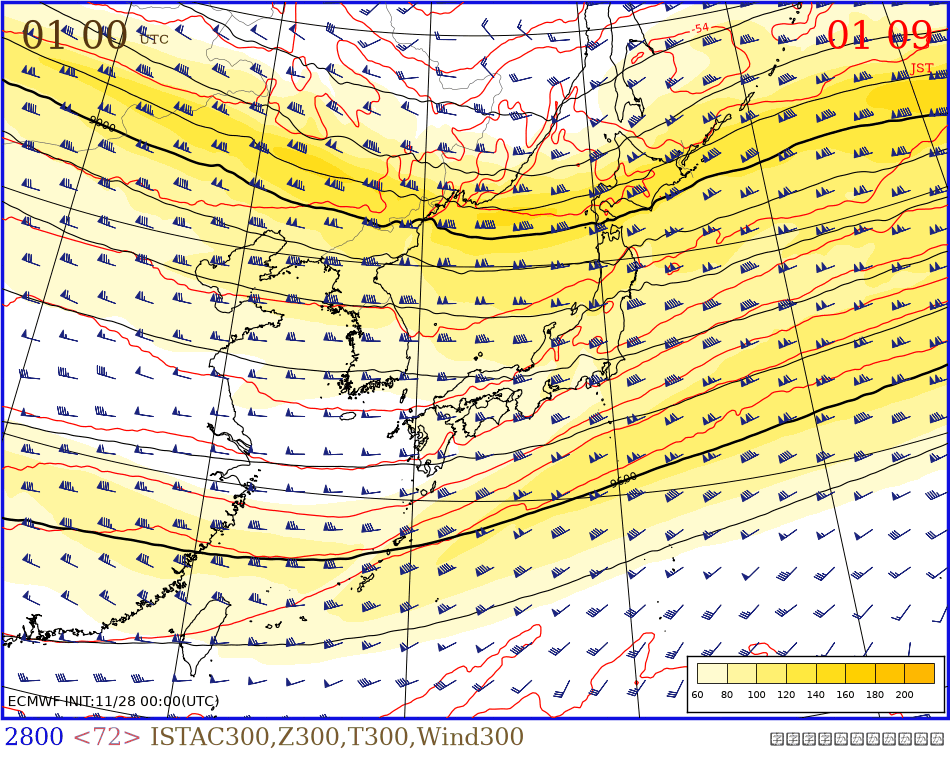 01 00 UTC
01 09 JST
-54
9000
9600
60 80 100 120 140 160 180 200
ECMWF INIT:11/28 00:00(UTC)
2800 <72> ISTAC300,Z300,T300,Wind300